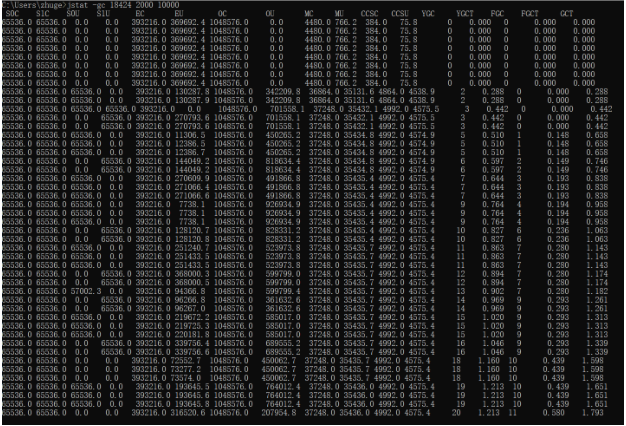 C:\Users\zhuge>jstat -gc 18424 2000 10000
S0C S1C S0U S1U EC EU OC OU MC MU CCSC CCSU YGC YGCT FGC FGCT GCT
65536.0 65536.0 0.0 0.0 393216.0 369692.4 1048576.0 0.0 4480.0 766.2 384.0 75.8 0 0.000 0 0.000 0.000
65536.0 65536.0 0.0 0.0 393216.0 369692.4 1048576.0 0.0 4480.0 766.2 384.0 75.8 0 0.000 0 0.000 0.000
65536.0 65536.0 0.0 0.0 393216.0 369692.4 1048576.0 0.0 4480.0 766.2 384.0 75.8 0 0.000 0 0.000 0.000
65536.0 65536.0 0.0 0.0 393216.0 369692.4 1048576.0 0.0 4480.0 766.2 384.0 75.8 0 0.000 0 0.000 0.000
65536.0 65536.0 0.0 0.0 393216.0 369692.4 1048576.0 0.0 4480.0 766.2 384.0 75.8 0 0.000 0 0.000 0.000
65536.0 65536.0 0.0 0.0 393216.0 369692.4 1048576.0 0.0 4480.0 766.2 384.0 75.8 0 0.000 0 0.000 0.000
65536.0 65536.0 0.0 0.0 393216.0 369692.4 1048576.0 0.0 4480.0 766.2 384.0 75.8 0 0.000 0 0.000 0.000
65536.0 65536.0 0.0 0.0 393216.0 369692.4 1048576.0 0.0 4480.0 766.2 384.0 75.8 0 0.000 0 0.000 0.000
65536.0 65536.0 65536.0 0.0 393216.0 130287.8 1048576.0 342209.8 36864.0 35131.6 4864.0 4538.9 2 0.288 0 0.000 0.288
65536.0 65536.0 65536.0 0.0 393216.0 130287.9 1048576.0 342209.8 36864.0 35131.6 4864.0 4538.9 2 0.288 0 0.000 0.288
65536.0 65536.0 65536.0 65536.0 393216.0 0.0 1048576.0 701558.1 37248.0 35432.1 4992.0 4575.5 3 0.442 0 0.000 0.442
65536.0 65536.0 0.0 65536.0 393216.0 270793.6 1048576.0 701558.1 37248.0 35432.1 4992.0 4575.5 3 0.442 0 0.000 0.442
65536.0 65536.0 0.0 65536.0 393216.0 270793.6 1048576.0 701558.1 37248.0 35432.1 4992.0 4575.5 3 0.442 0 0.000 0.442
65536.0 65536.0 65536.0 0.0 393216.0 11306.5 1048576.0 450265.2 37248.0 35434.8 4992.0 4574.9 5 0.510 1 0.148 0.658
65536.0 65536.0 65536.0 0.0 393216.0 12386.5 1048576.0 450265.2 37248.0 35434.8 4992.0 4574.9 5 0.510 1 0.148 0.658
65536.0 65536.0 65536.0 0.0 393216.0 12386.7 1048576.0 450265.2 37248.0 35434.8 4992.0 4574.9 5 0.510 1 0.148 0.658
65536.0 65536.0 0.0 65536.0 393216.0 144049.2 1048576.0 818634.4 37248.0 35434.8 4992.0 4574.9 6 0.597 2 0.149 0.746
65536.0 65536.0 0.0 65536.0 393216.0 144049.2 1048576.0 818634.4 37248.0 35434.8 4992.0 4574.9 6 0.597 2 0.149 0.746
65536.0 65536.0 65536.0 0.0 393216.0 270609.9 1048576.0 491866.8 37248.0 35435.4 4992.0 4575.4 7 0.644 3 0.193 0.838
65536.0 65536.0 65536.0 0.0 393216.0 271066.4 1048576.0 491866.8 37248.0 35435.4 4992.0 4575.4 7 0.644 3 0.193 0.838
65536.0 65536.0 65536.0 0.0 393216.0 271066.6 1048576.0 491866.8 37248.0 35435.4 4992.0 4575.4 7 0.644 3 0.193 0.838
65536.0 65536.0 65536.0 0.0 393216.0 7738.1 1048576.0 926934.9 37248.0 35435.4 4992.0 4575.4 9 0.764 4 0.194 0.958
65536.0 65536.0 65536.0 0.0 393216.0 7738.1 1048576.0 926934.9 37248.0 35435.4 4992.0 4575.4 9 0.764 4 0.194 0.958
65536.0 65536.0 65536.0 0.0 393216.0 7738.1 1048576.0 926934.9 37248.0 35435.4 4992.0 4575.4 9 0.764 4 0.194 0.958
65536.0 65536.0 0.0 65536.0 393216.0 128120.7 1048576.0 828331.2 37248.0 35435.4 4992.0 4575.4 10 0.827 6 0.236 1.063
65536.0 65536.0 0.0 65536.0 393216.0 128120.8 1048576.0 828331.2 37248.0 35435.4 4992.0 4575.4 10 0.827 6 0.236 1.063
65536.0 65536.0 65536.0 0.0 393216.0 251240.7 1048576.0 523973.8 37248.0 35435.4 4992.0 4575.4 11 0.863 7 0.280 1.143
65536.0 65536.0 65536.0 0.0 393216.0 251433.5 1048576.0 523973.8 37248.0 35435.4 4992.0 4575.4 11 0.863 7 0.280 1.143
65536.0 65536.0 65536.0 0.0 393216.0 251433.5 1048576.0 523973.8 37248.0 35435.4 4992.0 4575.4 11 0.863 7 0.280 1.143
65536.0 65536.0 0.0 65536.0 393216.0 368000.3 1048576.0 599799.0 37248.0 35435.4 4992.0 4575.4 12 0.894 7 0.280 1.174
65536.0 65536.0 0.0 65536.0 393216.0 368000.5 1048576.0 599799.0 37248.0 35435.4 4992.0 4575.4 12 0.894 7 0.280 1.174
65536.0 65536.0 57002.3 0.0 393216.0 94366.8 1048576.0 599799.0 37248.0 35435.7 4992.0 4575.4 13 0.902 7 0.280 1.182
65536.0 65536.0 0.0 65536.0 393216.0 96266.8 1048576.0 361632.6 37248.0 35435.7 4992.0 4575.4 14 0.969 9 0.293 1.261
65536.0 65536.0 0.0 65536.0 393216.0 96267.0 1048576.0 361632.6 37248.0 35435.7 4992.0 4575.4 14 0.969 9 0.293 1.261
65536.0 65536.0 65536.0 0.0 393216.0 219672.2 1048576.0 585017.0 37248.0 35435.7 4992.0 4575.4 15 1.020 9 0.293 1.313
65536.0 65536.0 65536.0 0.0 393216.0 219725.3 1048576.0 585017.0 37248.0 35435.7 4992.0 4575.4 15 1.020 9 0.293 1.313
65536.0 65536.0 65536.0 0.0 393216.0 220181.8 1048576.0 585017.0 37248.0 35435.7 4992.0 4575.4 15 1.020 9 0.293 1.313
65536.0 65536.0 0.0 65536.0 393216.0 339756.4 1048576.0 689555.2 37248.0 35435.7 4992.0 4575.4 16 1.046 9 0.293 1.339
65536.0 65536.0 0.0 65536.0 393216.0 339756.6 1048576.0 689555.2 37248.0 35435.7 4992.0 4575.4 16 1.046 9 0.293 1.339
65536.0 65536.0 0.0 0.0 393216.0 72552.7 1048576.0 450062.7 37248.0 35435.7 4992.0 4575.4 18 1.160 10 0.439 1.598
65536.0 65536.0 0.0 0.0 393216.0 73277.2 1048576.0 450062.7 37248.0 35435.7 4992.0 4575.4 18 1.160 10 0.439 1.598
65536.0 65536.0 0.0 0.0 393216.0 73574.0 1048576.0 450062.7 37248.0 35435.7 4992.0 4575.4 18 1.160 10 0.439 1.598
65536.0 65536.0 65536.0 0.0 393216.0 193645.5 1048576.0 764012.4 37248.0 35436.0 4992.0 4575.4 19 1.213 10 0.439 1.651
65536.0 65536.0 65536.0 0.0 393216.0 193645.6 1048576.0 764012.4 37248.0 35436.0 4992.0 4575.4 19 1.213 10 0.439 1.651
65536.0 65536.0 65536.0 0.0 393216.0 193645.8 1048576.0 764012.4 37248.0 35436.0 4992.0 4575.4 19 1.213 10 0.439 1.651
65536.0 65536.0 0.0 0.0 393216.0 316520.6 1048576.0 207954.8 37248.0 35436.0 4992.0 4575.4 20 1.213 11 0.580 1.793